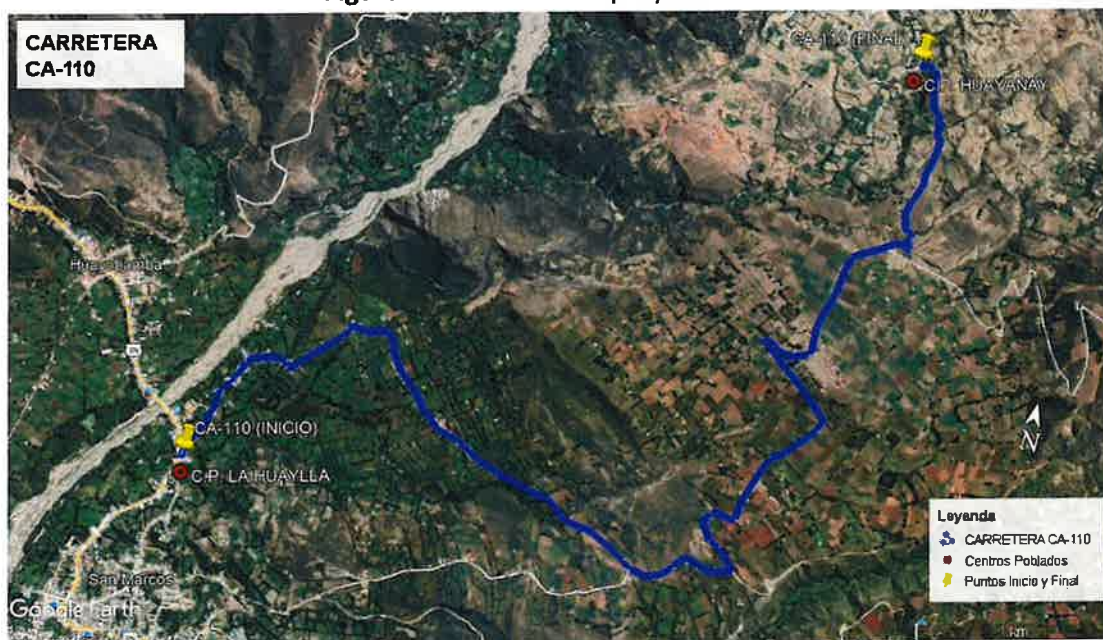 CARRETERA
CA-110
CA-110 (FINAL
C.P. HUAYANAY
CA-110 (INICIO)
C.P. LA HUAYLLA
San Marcos
Google Earth
Leyenda
CARRETERA CA-110
Centros Poblados
Puntos Inicio y Final
N
km